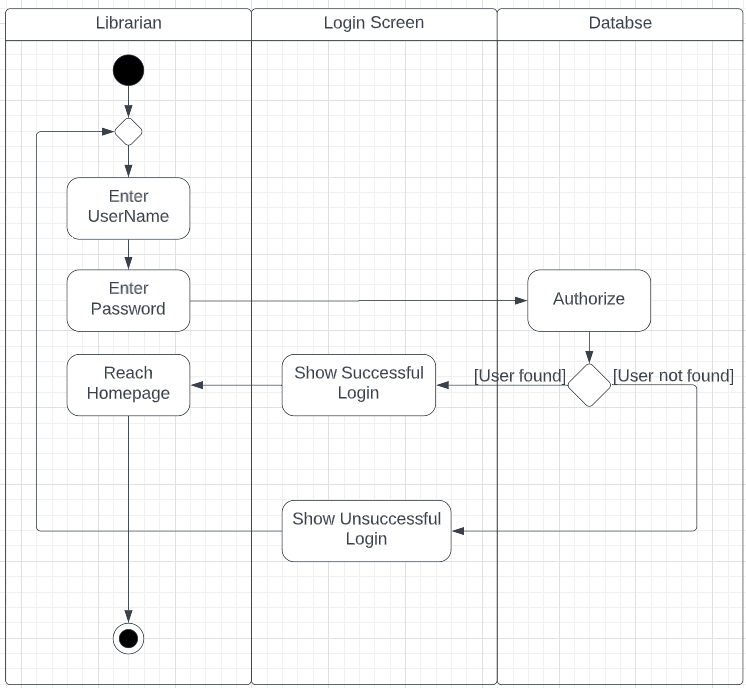 Librarian
Login Screen
Databse
Enter
UserName
Enter
Password
Authorize
Reach
Homepage
Show Successful
Login
[User found]
[User not found]
Show Unsuccessful
Login